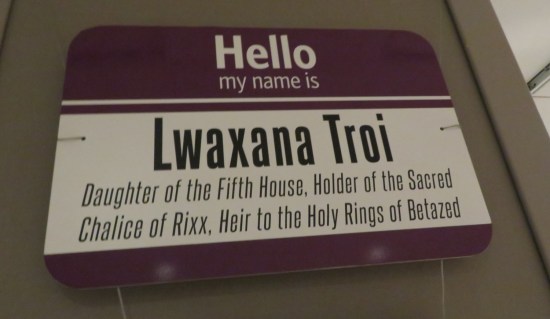 Hello
my name is
Lwaxana Troi
Daughter of the Fifth House, Holder of the Sacred
Chalice of Rixx, Heir to the Holy Rings of Betazed